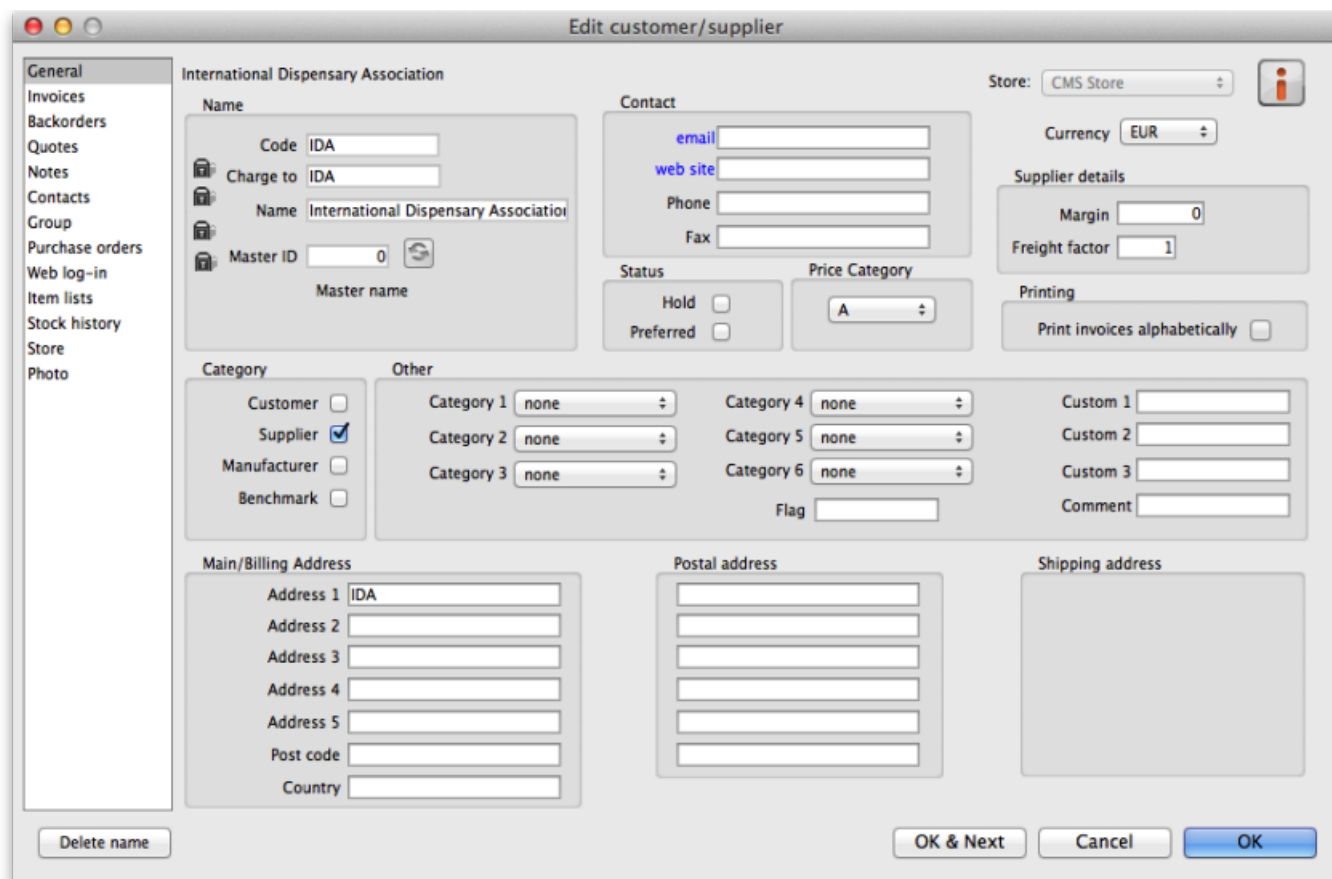 Edit customer/supplier
General
Invoices
Backorders
Quotes
Notes
Contacts
Group
Purchase orders
Web log-in
Item lists
Stock history
Store
Photo
International Dispensary Association
Store: CMS Store
Currency EUR
Name
Code IDA
Charge to IDA
Name International Dispensary Association
Master ID 0
Master name
Contact
email
web site
Phone
Fax
Supplier details
Margin 0
Freight factor 1
Status
Hold
Preferred
Price Category
A
Printing
Print invoices alphabetically
Category
Customer
Supplier
Manufacturer
Benchmark
Other
Category 1 none
Category 2 none
Category 3 none
Category 4 none
Category 5 none
Category 6 none
Flag
Custom 1
Custom 2
Custom 3
Comment
Main/Billing Address
Address 1 IDA
Address 2
Address 3
Address 4
Address 5
Post code
Country
Postal address
Shipping address
Delete name
OK & Next
Cancel
OK